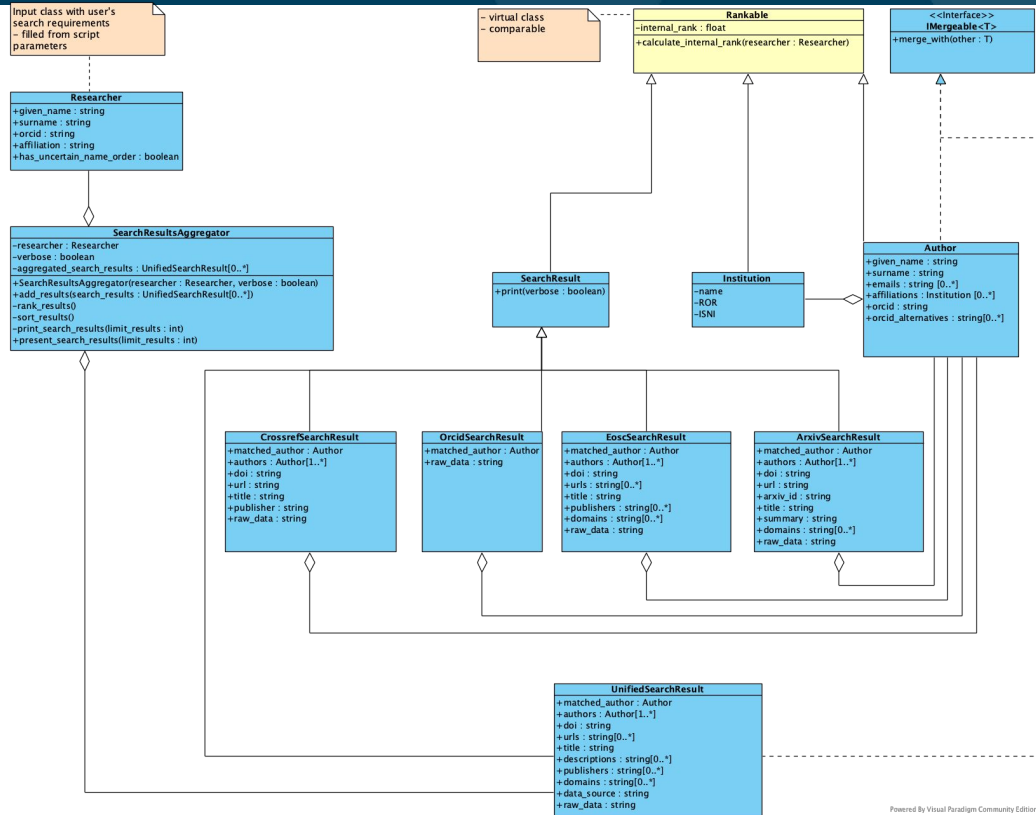 Input class with user's
search requirements
- filled from script
parameters
- virtual class
- comparable
Rankable
-internal_rank : float
+calculate_internal_rank(researcher : Researcher)
<<Interface>>
IMergeable<T>
+merge_with(other : T)
Researcher
+given_name : string
+surname : string
+orcid : string
+affiliation : string
+has_uncertain_name_order : boolean
SearchResultsAggregator
-researcher : Researcher
-verbose : boolean
-aggregated_search_results : UnifiedSearchResult[0..*]
+SearchResultsAggregator(researcher : Researcher, verbose : boolean)
+add_results(search_results : UnifiedSearchResult[0..*])
-rank_results()
-sort_results()
-print_search_results(limit_results : int)
+present_search_results(limit_results : int)
SearchResult
+print(verbose : boolean)
Institution
-name
-ROR
-ISNI
Author
+given_name : string
+surname : string
+emails : string [0..*]
+affiliations : Institution [0..*]
+orcid : string
+orcid_alternatives : string[0..*]
CrossrefSearchResult
+matched_author : Author
+authors : Author[1..*]
+doi : string
+url : string
+title : string
+publisher : string
+raw_data : string
OrcidSearchResult
+matched_author : Author
+raw_data : string
EoscSearchResult
+matched_author : Author
+authors : Author[1..*]
+doi : string
+urls : string[0..*]
+title : string
+publishers : string[0..*]
+domains : string[0..*]
+raw_data : string
ArxivSearchResult
+matched_author : Author
+authors : Author[1..*]
+doi : string
+url : string
+arxiv_id : string
+title : string
+summary : string
+domains : string[0..*]
+raw_data : string
UnifiedSearchResult
+matched_author : Author
+authors : Author[1..*]
+doi : string
+urls : string[0..*]
+title : string
+descriptions : string[0..*]
+publishers : string[0..*]
+domains : string[0..*]
+data_source : string
+raw_data : string
Powered By Visual Paradigm Community Edition